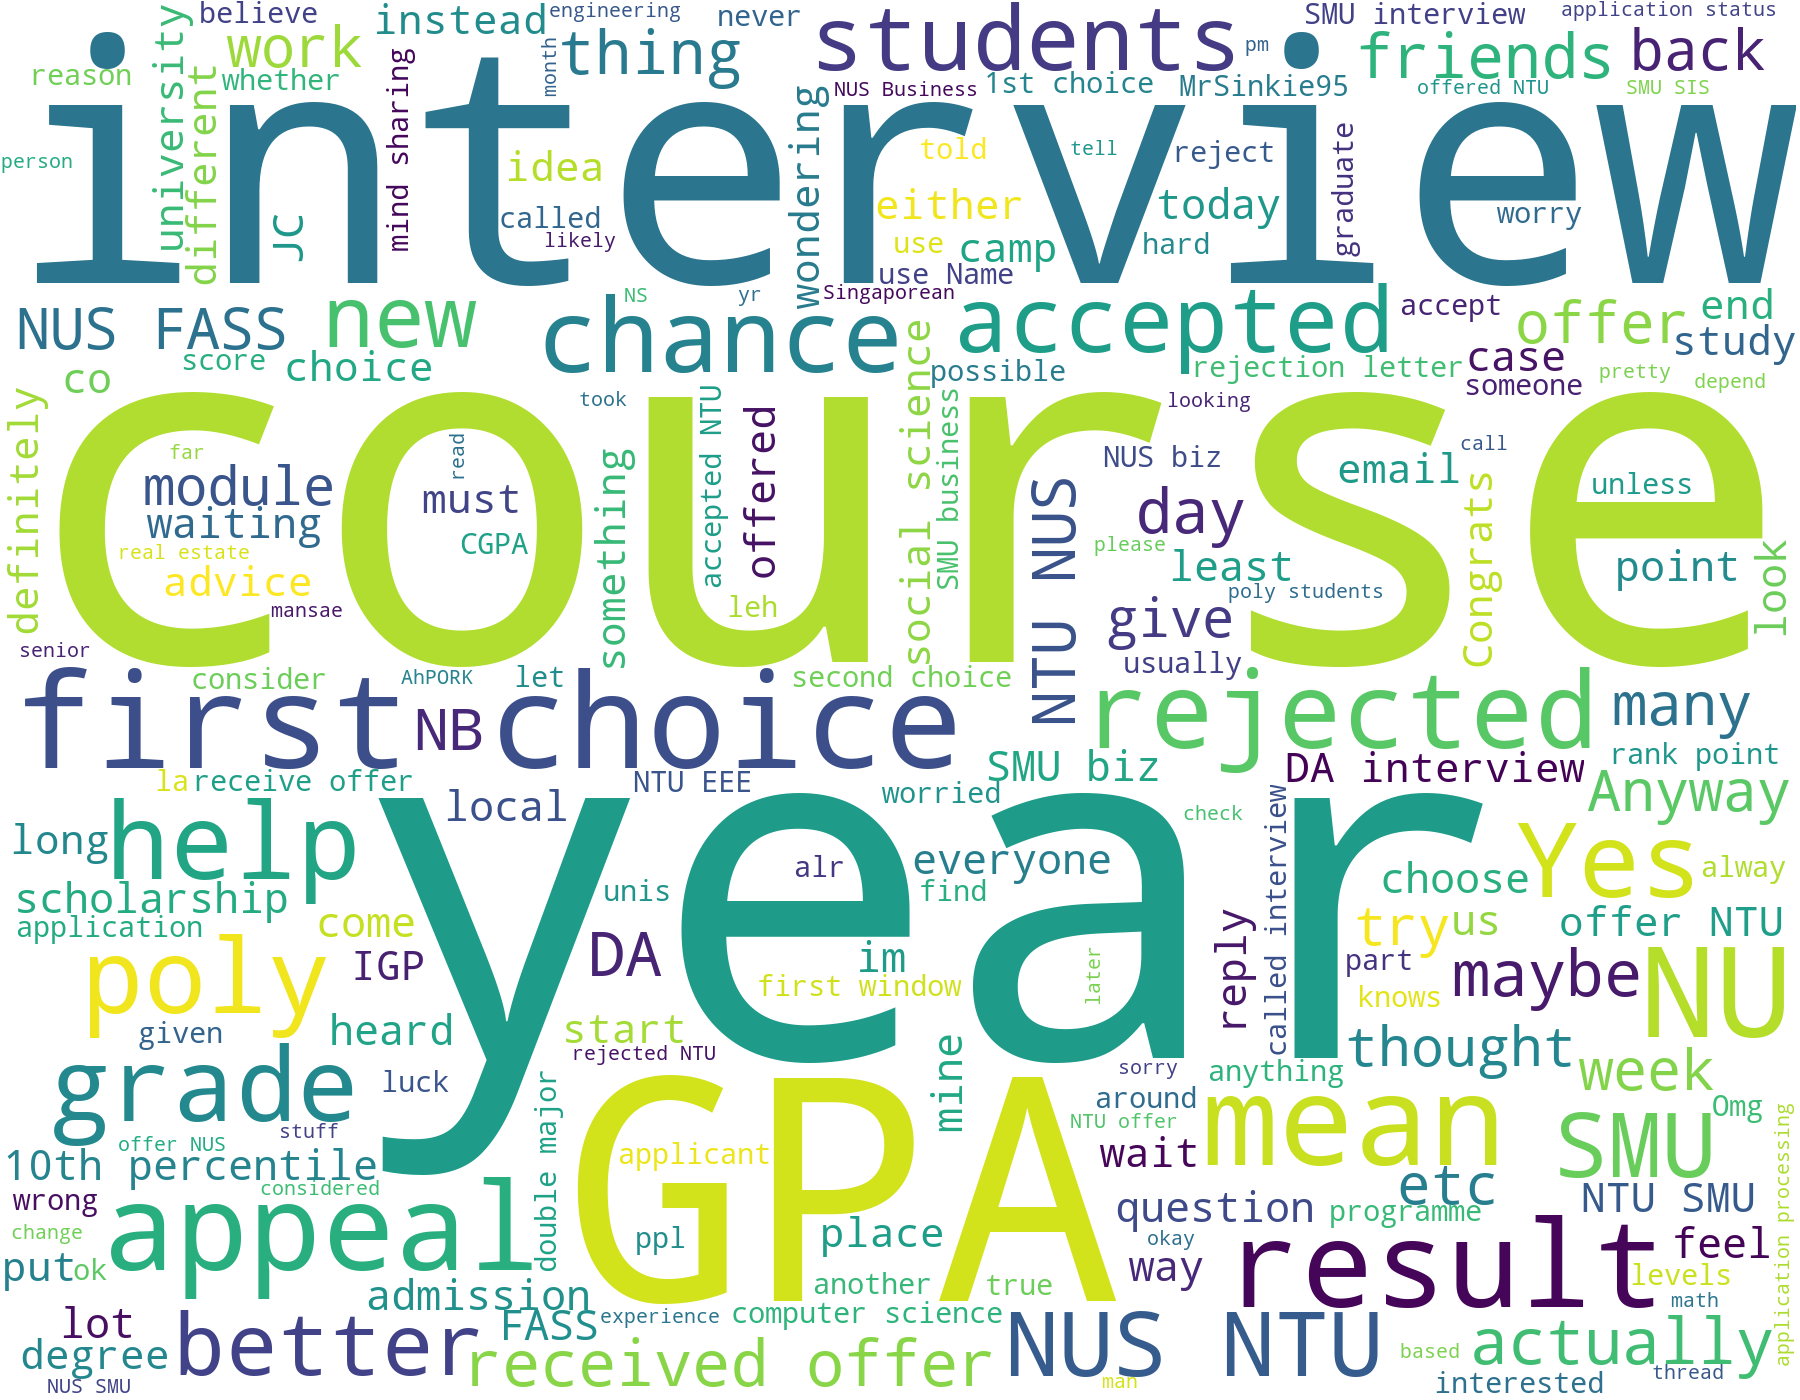 believe
instead
engineering
never
students
SMU interview
application status
reason
work
whether
university
different
month
thing
pm
friends
back
interview
person
JC
mind sharing
NUS Business
1st choice
MrSinkie95
offered NTU
SMU SIS
idea
called
likely
wondering
told
tell
reject
either
today
graduate
worry
use
camp
hard
use Name
NUS FASS
new
NS
yr
Singaporean
chance
accepted
accept
offer
end
study
score
choice
co
possible
rejection letter
case
someone
pretty
depend
course
took
looking
definitely
far
module
waiting
read
must
CGPA
real estate
advice
mansae
something
accepted NTU
offered
leh
social science
SMU business
NTU NUS
NUS biz
day
please
least
email
call
Congrats
unless
point
look
poly students
give
usually
senior
consider
AhPORK
let
second choice
first choice
NB
rejected
many
rank point
la
receive offer
NTU EEE
SMU biz
DA interview
Anyway
local
worried
check
year
long
help
alr
everyone
called interview
Yes
choose
alway
scholarship
unis
find
application
come
try
us
offer NTU
poly
IGP
DA
im
first window
later
reply
part
maybe
NU
knows
given
heard
start
rejected NTU
mine
thought
grade
luck
sorry
anything
week
around
Omg
double major
offer NUS
stuff
GPA
applicant
NTU offer
mean
SMU
application processing
10th percentile
wait
etc
wrong
considered
NTU SMU
change
appeal
ppl
place
question
programme
put
ok
okay
way
result
feel
admission
another
true
levels
math
lot
FASS
experience
computer science
degree
better
received offer
NUS NTU
based
actually
NUS SMU
man
interested
thread